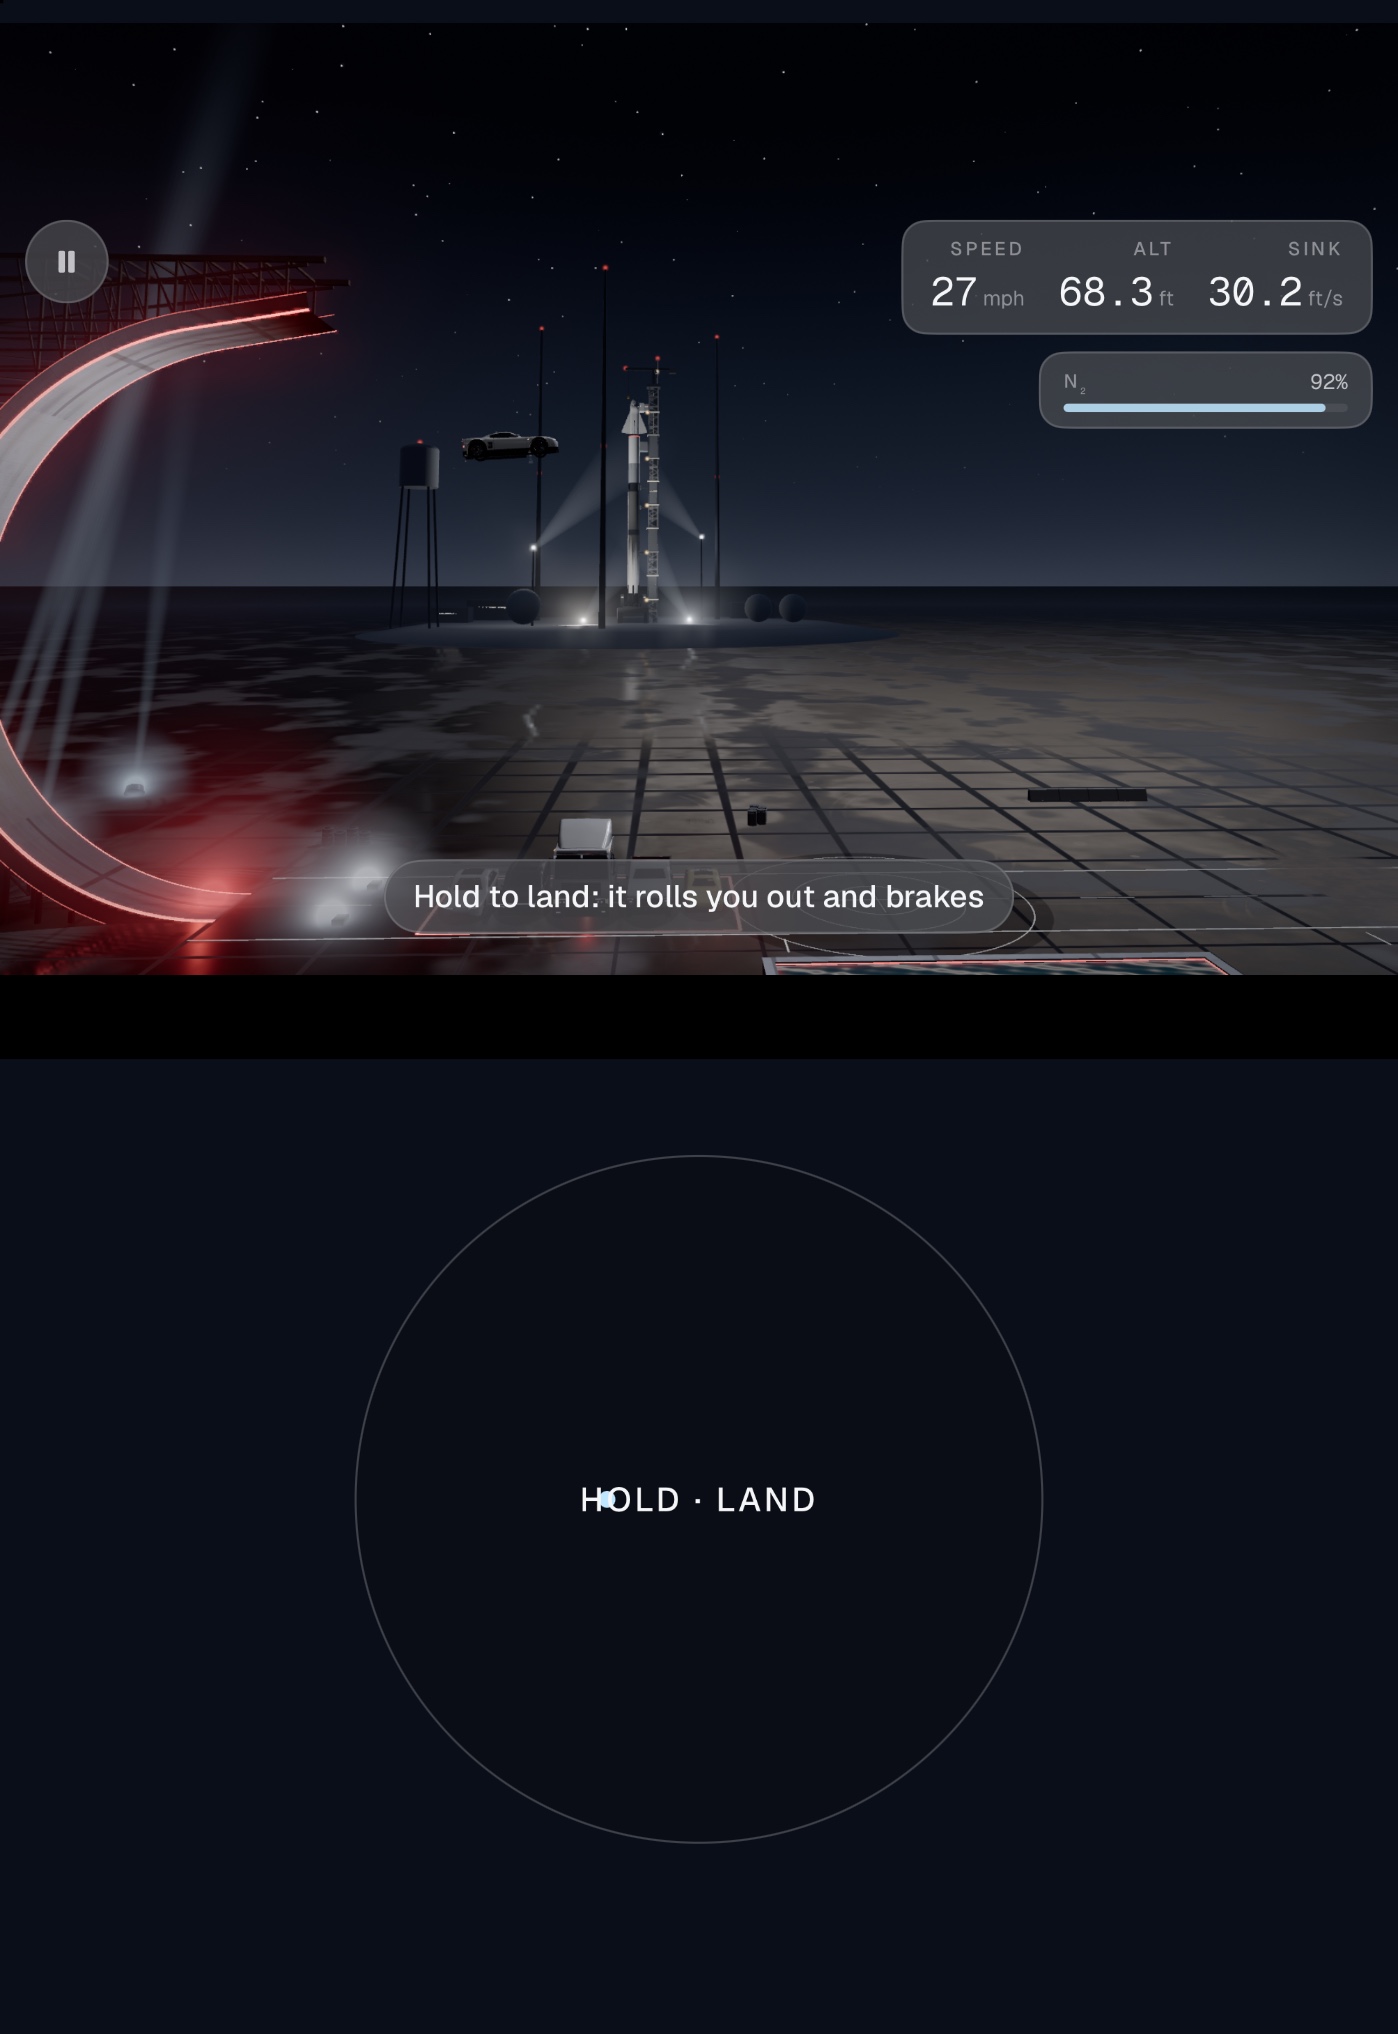 SPEED ALT SINK
27 mph 68.3 ft 30.2 ft/s
N₂ 92%
Hold to land: it rolls you out and brakes
HOLD · LAND